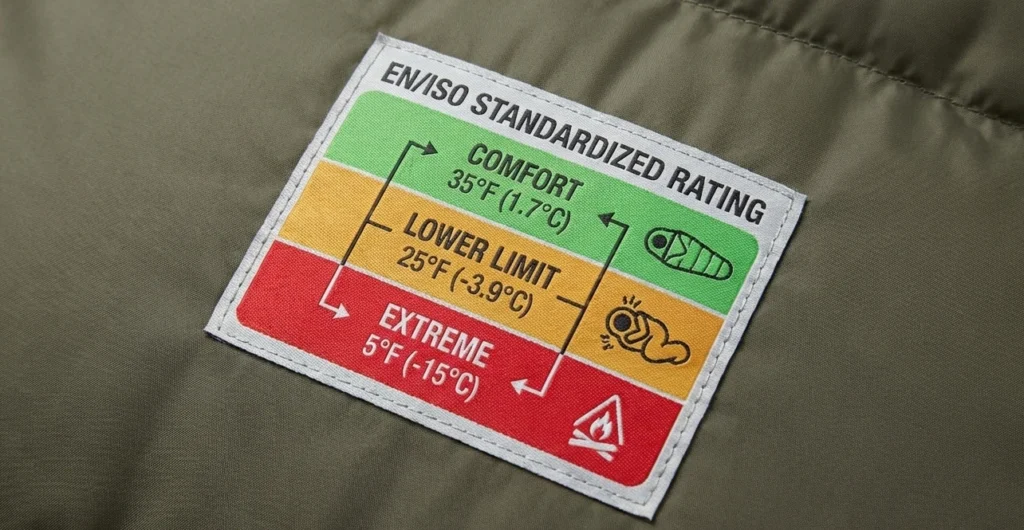 EN/ISO STANDARDIZED RATING
COMFORT
35°F (1.7°C)
LOWER LIMIT
25°F (-3.9°C)
EXTREME
5°F (-15°C)